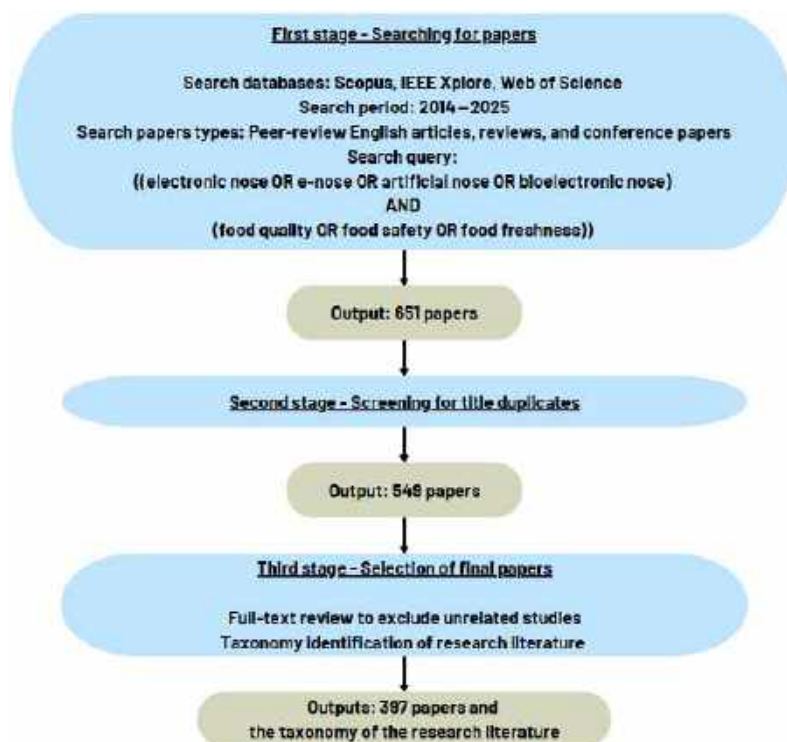 First stage - Searching for papers
Search databases: Scopus, IEEE Xplore, Web of Science
Search period: 2014–2025
Search papers types: Peer-review English articles, reviews, and conference papers
Search query:
((electronic nose OR e-nose OR artificial nose OR bioelectronic nose)
AND
(food quality OR food safety OR food freshness))
Output: 651 papers
Second stage - Screening for title duplicates
Output: 549 papers
Third stage - Selection of final papers
Full-text review to exclude unrelated studies
Taxonomy identification of research literature
Outputs: 397 papers and
the taxonomy of the research literature